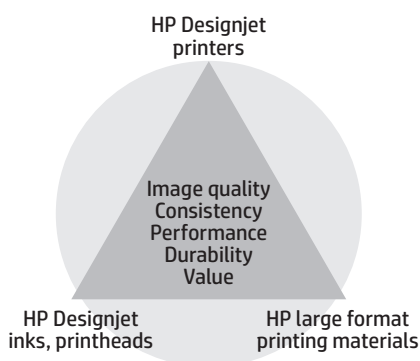 HP Designjet
printers
Image quality
Consistency
Performance
Durability
Value
HP Designjet
inks, printheads
HP large format
printing materials